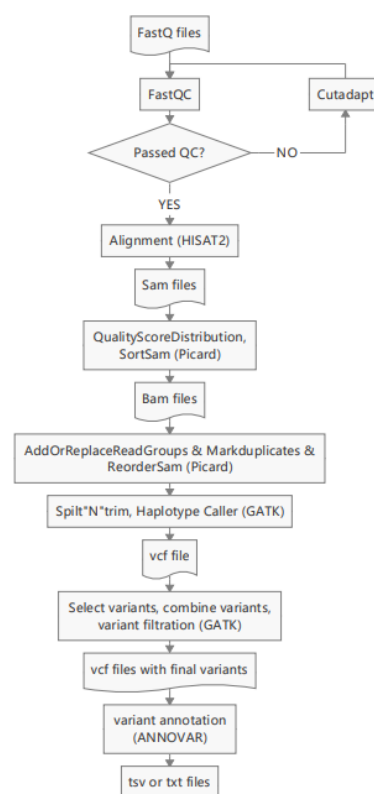 FastQ files
FastQC
Cutadapt
Passed QC?
NO
YES
Alignment (HISAT2)
Sam files
QualityScoreDistribution,
SortSam (Picard)
Bam files
AddOrReplaceReadGroups & Markduplicates &
ReorderSam (Picard)
Spilt"N"trim, Haplotype Caller (GATK)
vcf file
Select variants, combine variants,
variant filtration (GATK)
vcf files with final variants
variant annotation
(ANNOVAR)
tsv or txt files